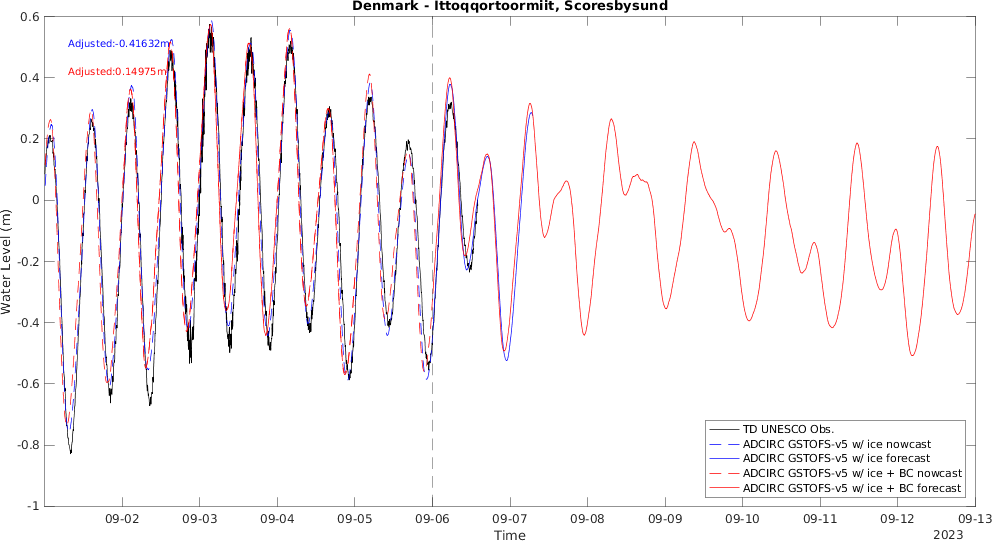 Denmark - Ittoqqortoormiit, Scoresbysund
Adjusted:-0.41632m
Adjusted:0.14975m
Water Level (m)
0.6
0.4
0.2
0
-0.2
-0.4
-0.6
-0.8
-1
TD UNESCO Obs.
ADCIRC GSTOFS-v5 w/ ice nowcast
ADCIRC GSTOFS-v5 w/ ice forecast
ADCIRC GSTOFS-v5 w/ ice + BC nowcast
ADCIRC GSTOFS-v5 w/ ice + BC forecast
09-02 09-03 09-04 09-05 09-06 09-07 09-08 09-09 09-10 09-11 09-12 09-13
Time
2023